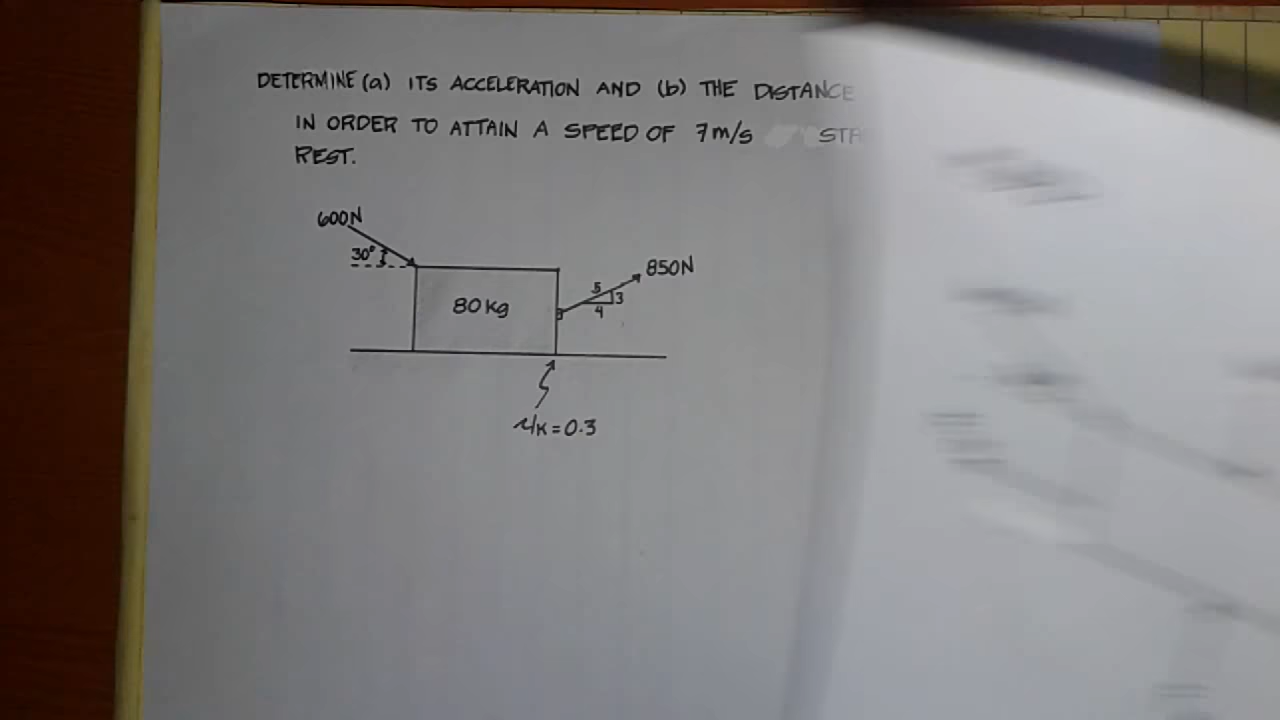 DETERMINE (a) ITS ACCELERATION AND (b) THE DISTANCE
IN ORDER TO ATTAIN A SPEED OF 7m/s
REST.
600N
30°
850N
5
3
4
80 Kg
μk = 0.3